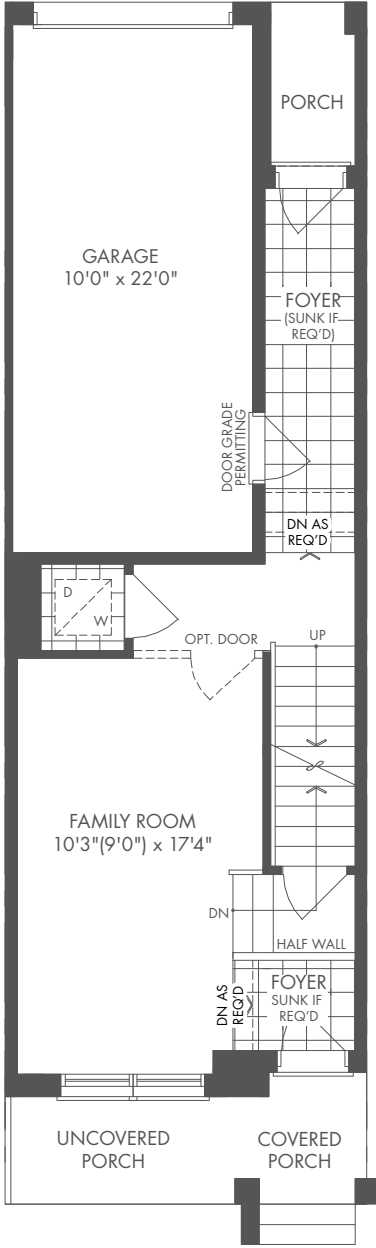 PORCH
GARAGE
10'0" x 22'0"
FOYER
(SUNK IF
REQ'D)
DOOR GRADE
PERMITTING
DN AS
REQ'D
D
W
OPT. DOOR
UP
FAMILY ROOM
10'3"(9'0") x 17'4"
DN
HALF WALL
DN AS
REQ'D
FOYER
SUNK IF
REQ'D
UNCOVERED
PORCH
COVERED
PORCH